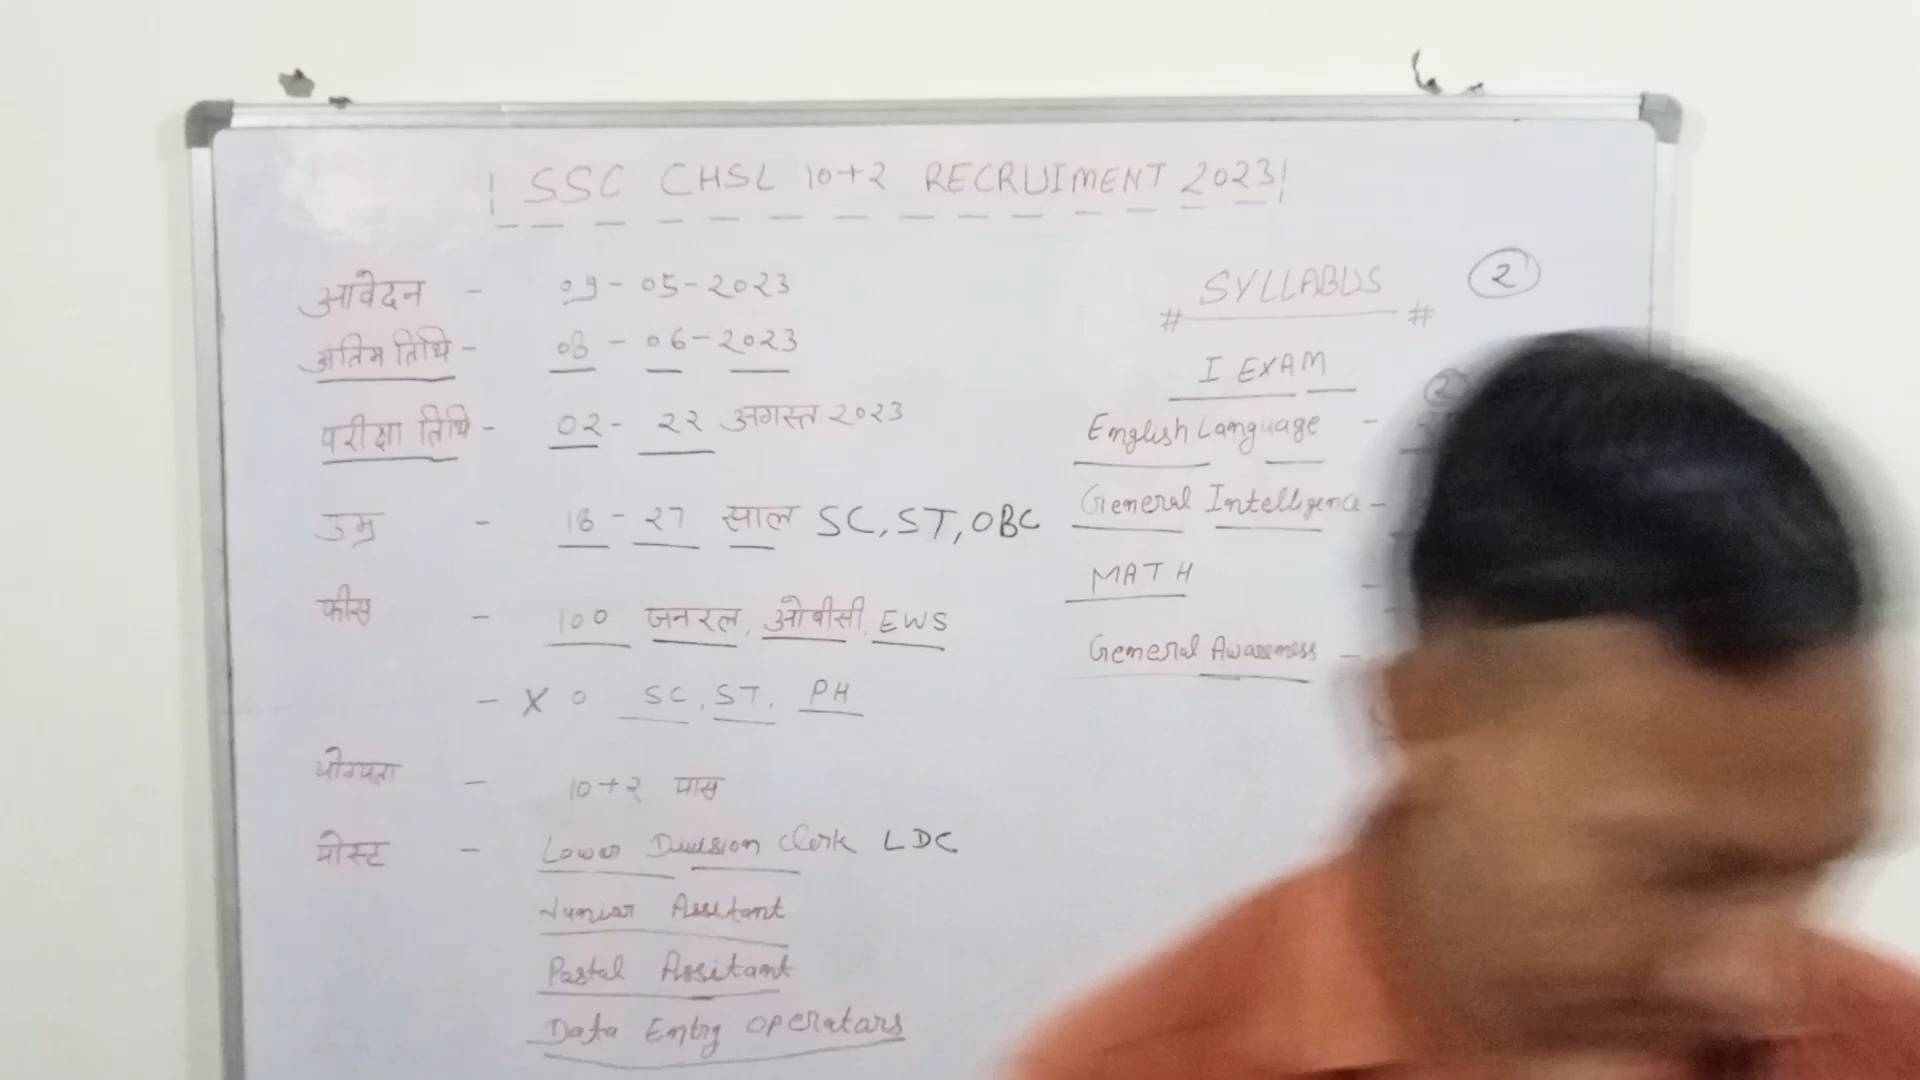 SSC CHSL 10+2 RECRUIMENT 2023
आवेदन - 09-05-2023
अंतिम तिथि - 08-06-2023
परीक्षा तिथि - 02-22 अगस्त 2023
उम्र - 18-27 साल SC, ST, OBC
फीस - 100 जनरल, ओबीसी, EWS
- X 0 SC, ST, PH
योग्यता - 10+2 पास
पोस्ट - Lower Division Clerk LDC
Junior Assitant
Postal Assitant
Data Entry Operators
# SYLLABUS # 2
I EXAM
English Language -
General Intelligence -
MATH -
General Awareness -